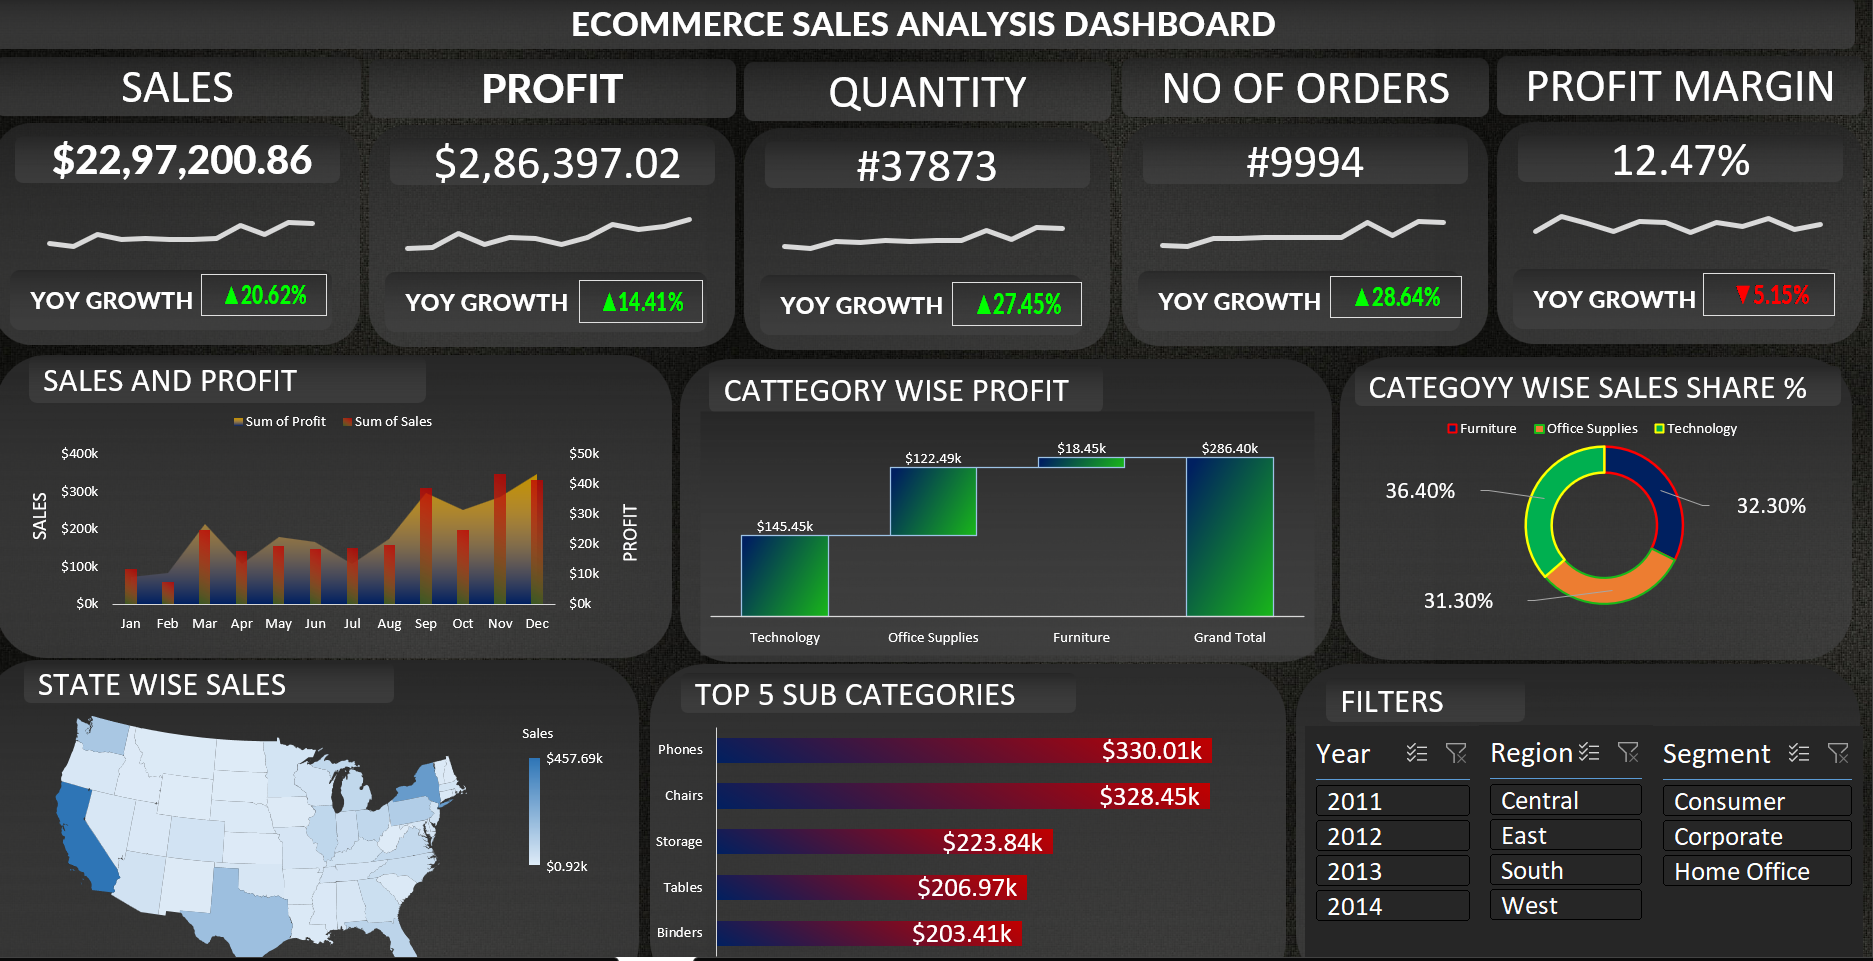 ECOMMERCE SALES ANALYSIS DASHBOARD
SALES
$22,97,200.86
YOY GROWTH ▲20.62%
PROFIT
$2,86,397.02
YOY GROWTH ▲14.41%
QUANTITY
#37873
YOY GROWTH ▲27.45%
NO OF ORDERS
#9994
YOY GROWTH ▲28.64%
PROFIT MARGIN
12.47%
YOY GROWTH ▼5.15%
SALES AND PROFIT
Sum of Profit Sum of Sales
SALES
$400k
$300k
$200k
$100k
$0k
$50k
$40k
$30k
$20k
$10k
$0k
PROFIT
Jan Feb Mar Apr May Jun Jul Aug Sep Oct Nov Dec
CATTEGORY WISE PROFIT
$145.45k
$122.49k
$18.45k
$286.40k
Technology Office Supplies Furniture Grand Total
CATEGOYY WISE SALES SHARE %
Furniture Office Supplies Technology
36.40%
32.30%
31.30%
STATE WISE SALES
Sales
$457.69k
$0.92k
TOP 5 SUB CATEGORIES
Phones $330.01k
Chairs $328.45k
Storage $223.84k
Tables $206.97k
Binders $203.41k
FILTERS
Year
2011
2012
2013
2014
Region
Central
East
South
West
Segment
Consumer
Corporate
Home Office